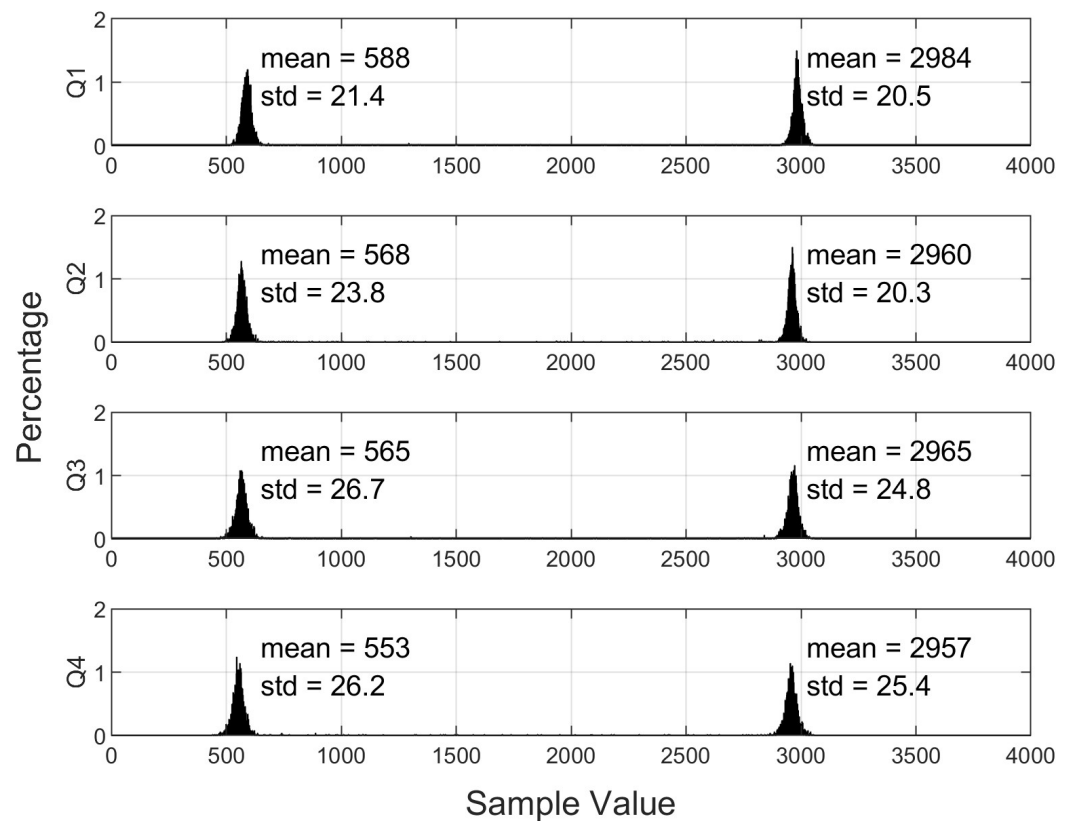 Percentage
Q1
2
1
0
mean = 588
std = 21.4
mean = 2984
std = 20.5
0 500 1000 1500 2000 2500 3000 3500 4000
Q2
2
1
0
mean = 568
std = 23.8
mean = 2960
std = 20.3
0 500 1000 1500 2000 2500 3000 3500 4000
Q3
2
1
0
mean = 565
std = 26.7
mean = 2965
std = 24.8
0 500 1000 1500 2000 2500 3000 3500 4000
Q4
2
1
0
mean = 553
std = 26.2
mean = 2957
std = 25.4
0 500 1000 1500 2000 2500 3000 3500 4000
Sample Value